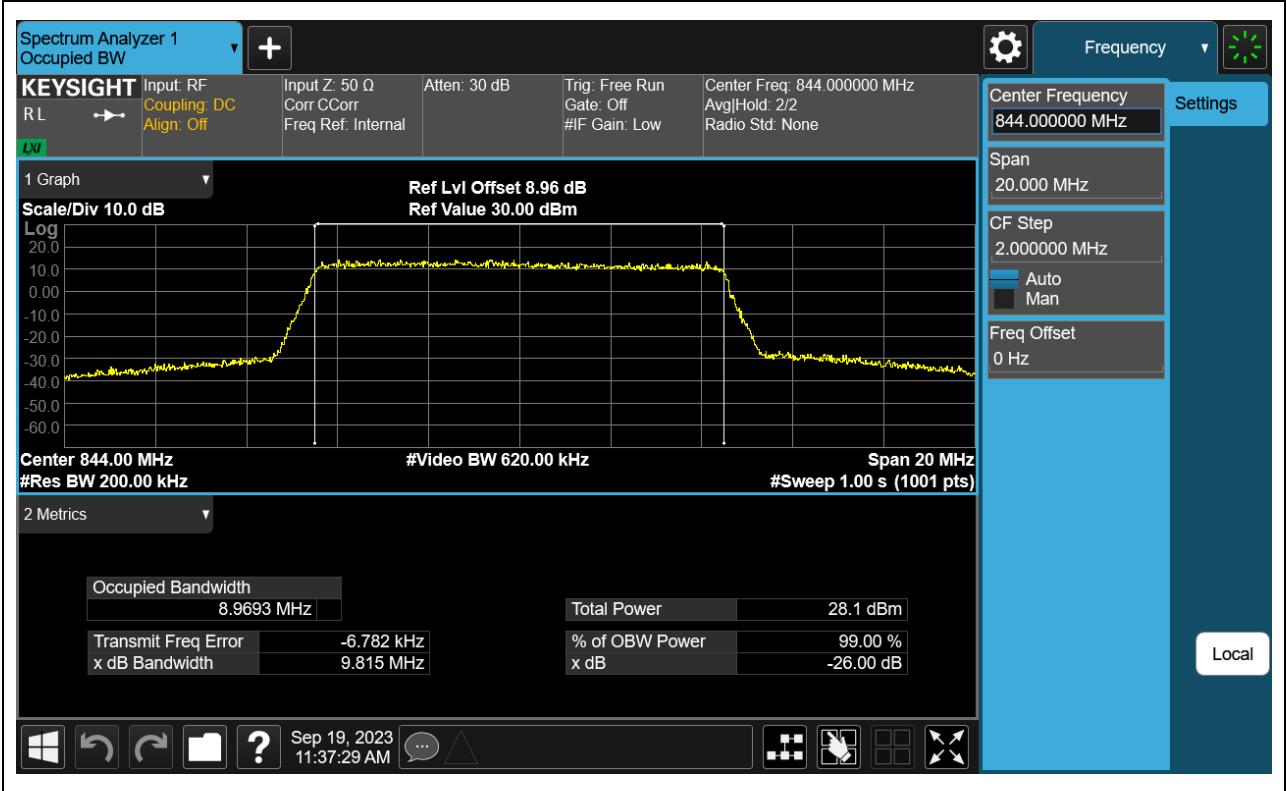 Spectrum Analyzer 1
Occupied BW
Frequency
KEYSIGHT
R L
LXI
Input: RF
Coupling: DC
Align: Off
Input Z: 50 Ω
Corr CCorr
Freq Ref: Internal
Atten: 30 dB
Trig: Free Run
Gate: Off
#IF Gain: Low
Center Freq: 844.000000 MHz
Avg|Hold: 2/2
Radio Std: None
Center Frequency
844.000000 MHz
Settings
Span
20.000 MHz
CF Step
2.000000 MHz
Auto
Man
Freq Offset
0 Hz
Local
1 Graph
Scale/Div 10.0 dB
Ref Lvl Offset 8.96 dB
Ref Value 30.00 dBm
Log
20.0
10.0
0.00
-10.0
-20.0
-30.0
-40.0
-50.0
-60.0
Center 844.00 MHz
#Video BW 620.00 kHz
Span 20 MHz
#Res BW 200.00 kHz
#Sweep 1.00 s (1001 pts)
2 Metrics
Occupied Bandwidth
8.9693 MHz
Total Power 28.1 dBm
Transmit Freq Error -6.782 kHz
% of OBW Power 99.00 %
x dB Bandwidth 9.815 MHz
x dB -26.00 dB
?
Sep 19, 2023
11:37:29 AM